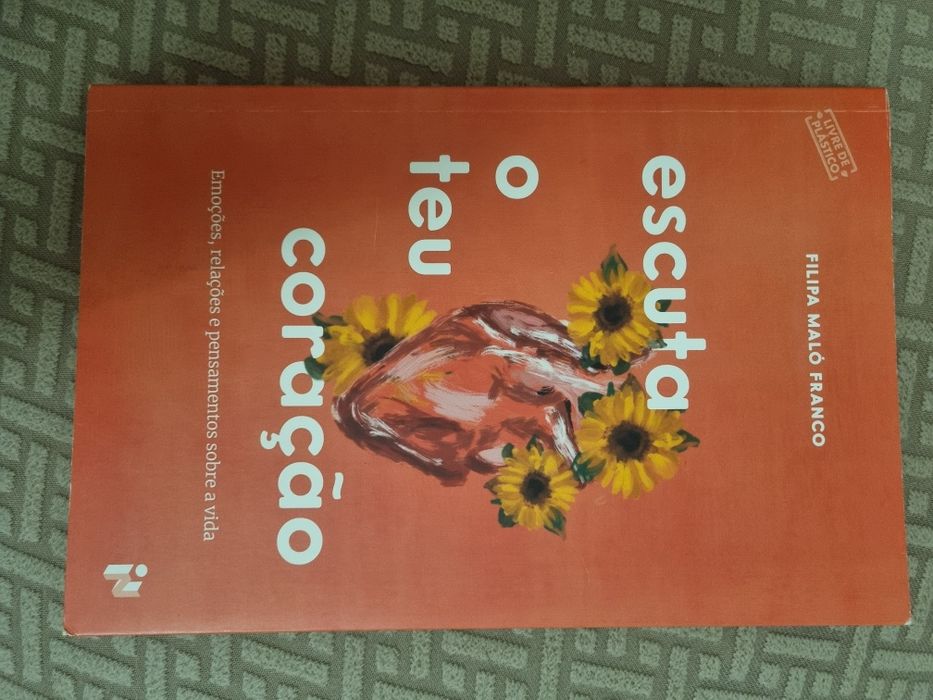 LIVRE DE
PLÁSTICO
FILIPA MALÓ FRANCO
escuta
o
teu
coração
Emoções, relações e pensamentos sobre a vida